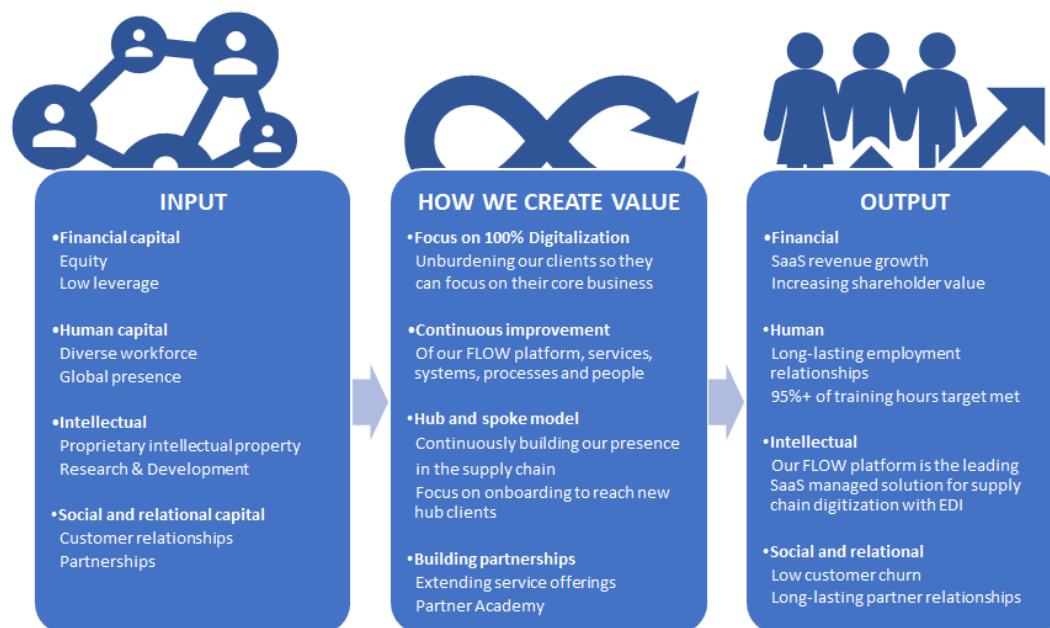 INPUT
•Financial capital
Equity
Low leverage
•Human capital
Diverse workforce
Global presence
•Intellectual
Proprietary intellectual property
Research & Development
•Social and relational capital
Customer relationships
Partnerships
HOW WE CREATE VALUE
•Focus on 100% Digitalization
Unburdening our clients so they
can focus on their core business
•Continuous improvement
Of our FLOW platform, services,
systems, processes and people
•Hub and spoke model
Continuously building our presence
in the supply chain
Focus on onboarding to reach new
hub clients
•Building partnerships
Extending service offerings
Partner Academy
OUTPUT
•Financial
SaaS revenue growth
Increasing shareholder value
•Human
Long-lasting employment
relationships
95%+ of training hours target met
•Intellectual
Our FLOW platform is the leading
SaaS managed solution for supply
chain digitization with EDI
•Social and relational
Low customer churn
Long-lasting partner relationships